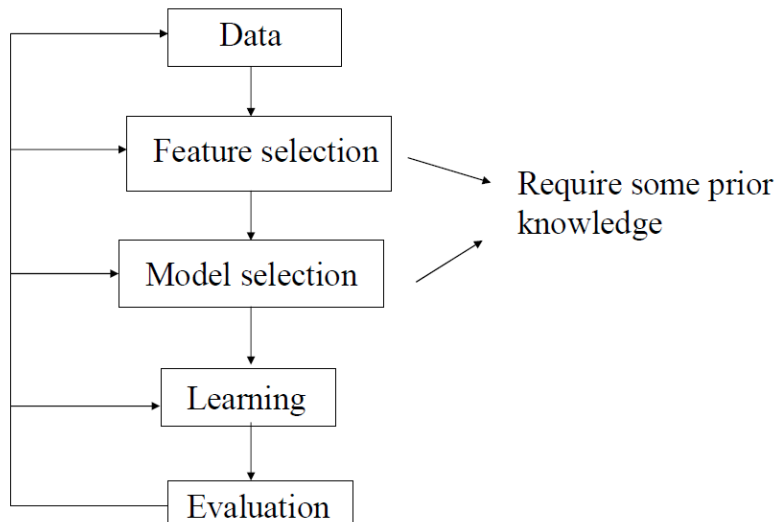 Data
Feature selection
Require some prior
knowledge
Model selection
Learning
Evaluation